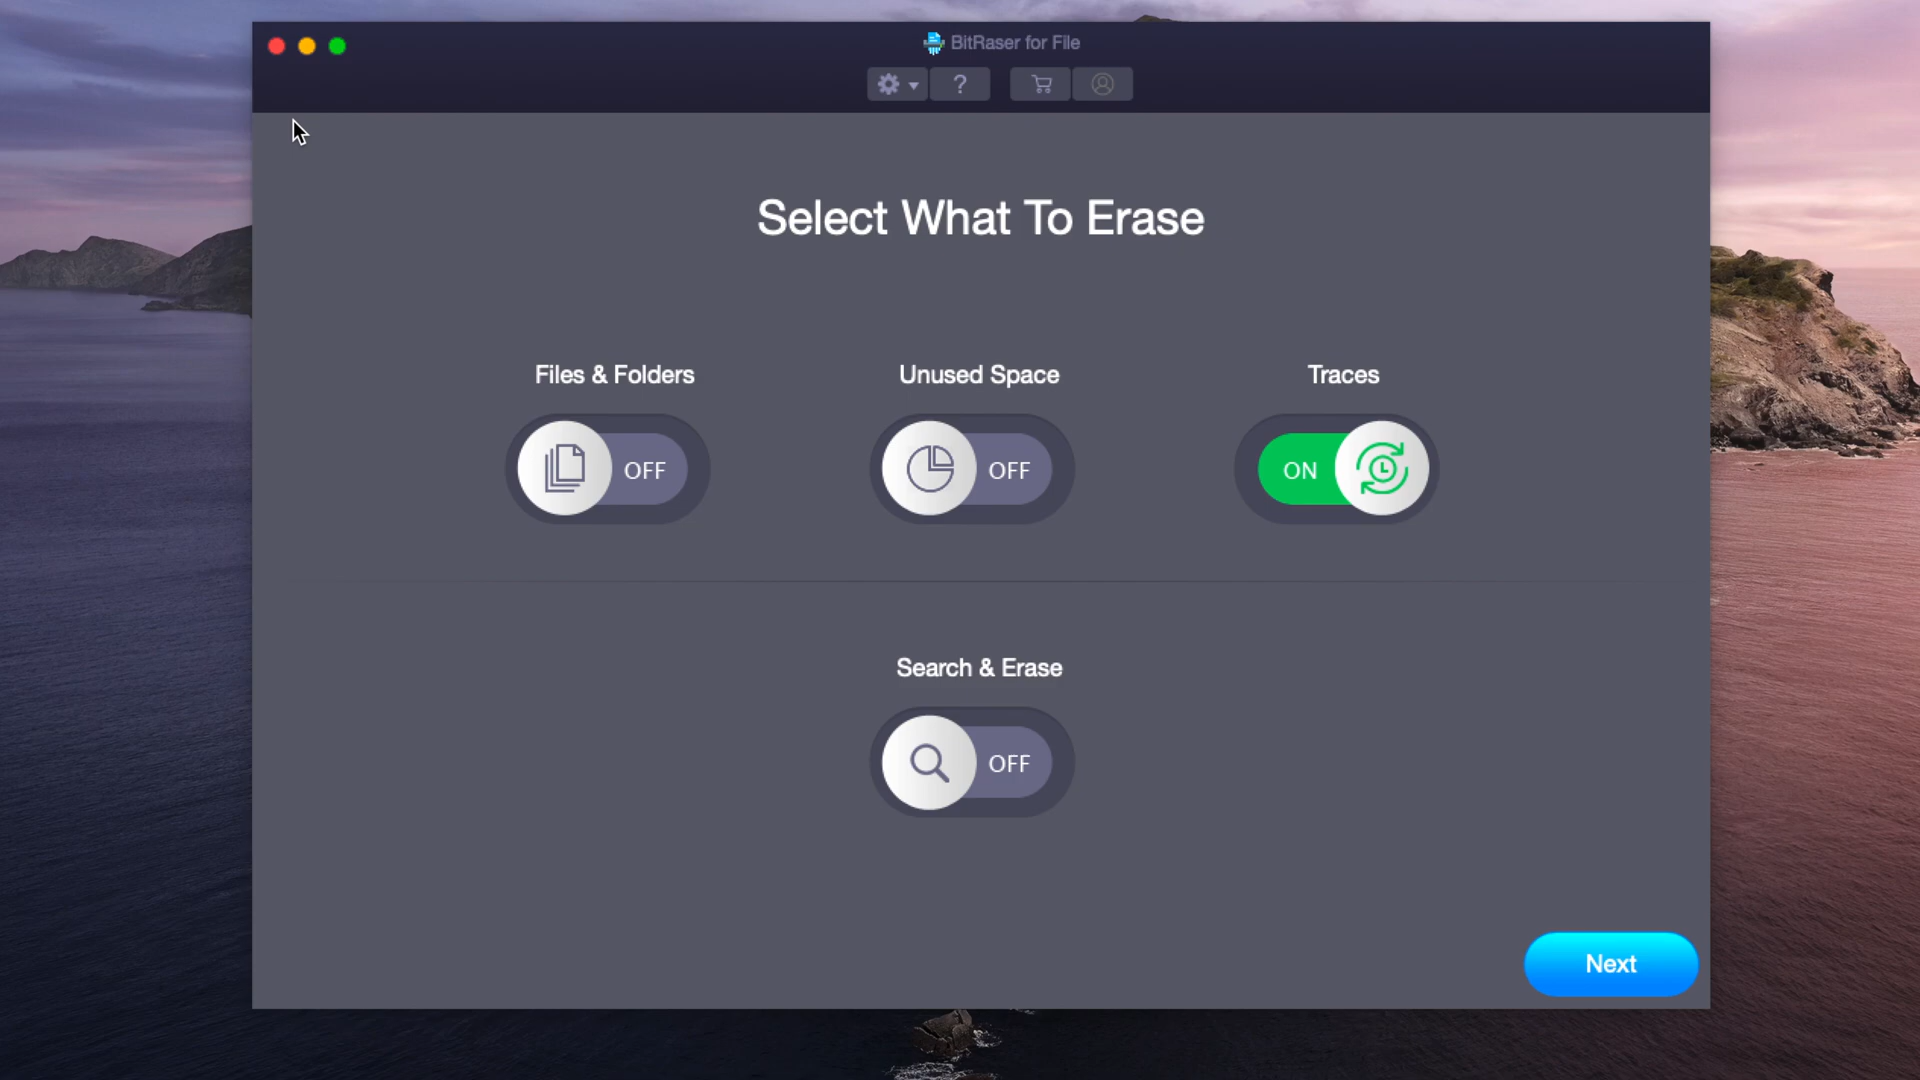 BitRaser for File
?
Select What To Erase
Files & Folders
Unused Space
Traces
OFF
OFF
ON
Search & Erase
OFF
Next